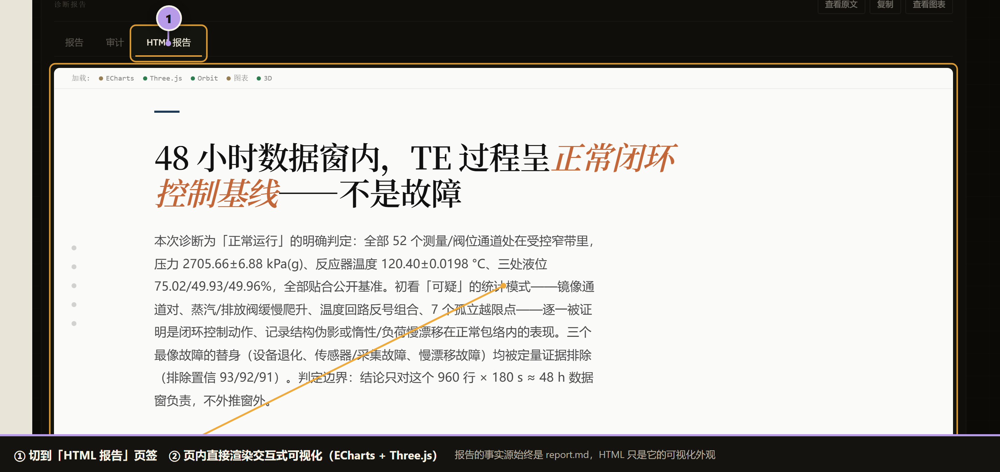 诊断报告
查看原文 复制 查看图表
1
报告 审计 HTML 报告
加载: ECharts Three.js Orbit 图表 3D
48 小时数据窗内，TE 过程呈正常闭环
控制基线——不是故障
本次诊断为「正常运行」的明确判定：全部 52 个测量/阀位通道处在受控窄带里，
压力 2705.66±6.88 kPa(g)、反应器温度 120.40±0.0198 °C、三处液位
75.02/49.93/49.96%，全部贴合公开基准。初看「可疑」的统计模式——镜像通
道对、蒸汽/排放阀缓慢爬升、温度回路反号组合、7 个孤立越限点——逐一被证
明是闭环控制动作、记录结构伪影或惰性/负荷慢漂移在正常包络内的表现。三个
最像故障的替身（设备退化、传感器/采集故障、慢漂移故障）均被定量证据排除
（排除置信 93/92/91）。判定边界：结论只对这个 960 行 × 180 s ≈ 48 h 数据
窗负责，不外推窗外。
① 切到「HTML 报告」页签 ② 页内直接渲染交互式可视化（ECharts + Three.js） 报告的事实源始终是 report.md，HTML 只是它的可视化外观